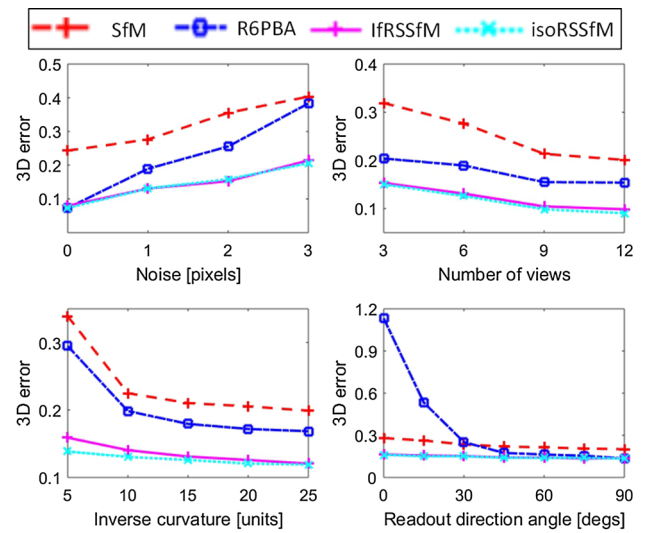 SfM R6PBA IfRSSfM isoRSSfM
0.5
0.4
0.3
0.2
0.1
0 1 2 3
3D error
Noise [pixels]
0.4
0.3
0.2
0.1
3 6 9 12
3D error
Number of views
0.3
0.2
0.1
5 10 15 20 25
3D error
Inverse curvature [units]
1.2
0.9
0.6
0.3
0
0 30 60 90
3D error
Readout direction angle [degs]